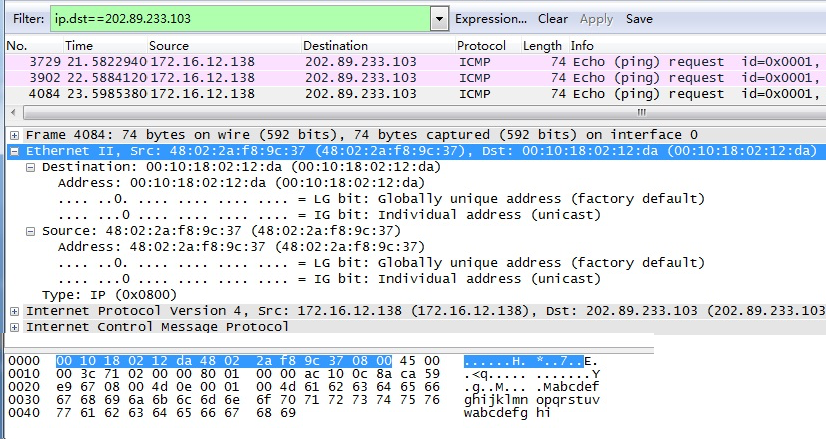 Filter: ip.dst==202.89.233.103 Expression... Clear Apply Save
No. Time Source Destination Protocol Length Info
3729 21.5822940 172.16.12.138 202.89.233.103 ICMP 74 Echo (ping) request id=0x0001,
3902 22.5884120 172.16.12.138 202.89.233.103 ICMP 74 Echo (ping) request id=0x0001,
4084 23.5985380 172.16.12.138 202.89.233.103 ICMP 74 Echo (ping) request id=0x0001,
Frame 4084: 74 bytes on wire (592 bits), 74 bytes captured (592 bits) on interface 0
Ethernet II, Src: 48:02:2a:f8:9c:37 (48:02:2a:f8:9c:37), Dst: 00:10:18:02:12:da (00:10:18:02:12:da)
Destination: 00:10:18:02:12:da (00:10:18:02:12:da)
Address: 00:10:18:02:12:da (00:10:18:02:12:da)
.... ..0. .... .... .... .... = LG bit: Globally unique address (factory default)
.... ...0 .... .... .... .... = IG bit: Individual address (unicast)
Source: 48:02:2a:f8:9c:37 (48:02:2a:f8:9c:37)
Address: 48:02:2a:f8:9c:37 (48:02:2a:f8:9c:37)
.... ..0. .... .... .... .... = LG bit: Globally unique address (factory default)
.... ...0 .... .... .... .... = IG bit: Individual address (unicast)
Type: IP (0x0800)
Internet Protocol Version 4, Src: 172.16.12.138 (172.16.12.138), Dst: 202.89.233.103 (202.89.233.103
Internet Control Message Protocol
0000 00 10 18 02 12 da 48 02 2a f8 9c 37 08 00 45 00 ......H. *..7..E.
0010 00 3c 71 02 00 00 80 01 00 00 ac 10 0c 8a ca 59 .<q..... .......Y
0020 e9 67 08 00 4d 0e 00 01 00 4d 61 62 63 64 65 66 .g..M... .Mabcdef
0030 67 68 69 6a 6b 6c 6d 6e 6f 70 71 72 73 74 75 76 ghijklmn opqrstuv
0040 77 61 62 63 64 65 66 67 68 69 wabcdefg hi